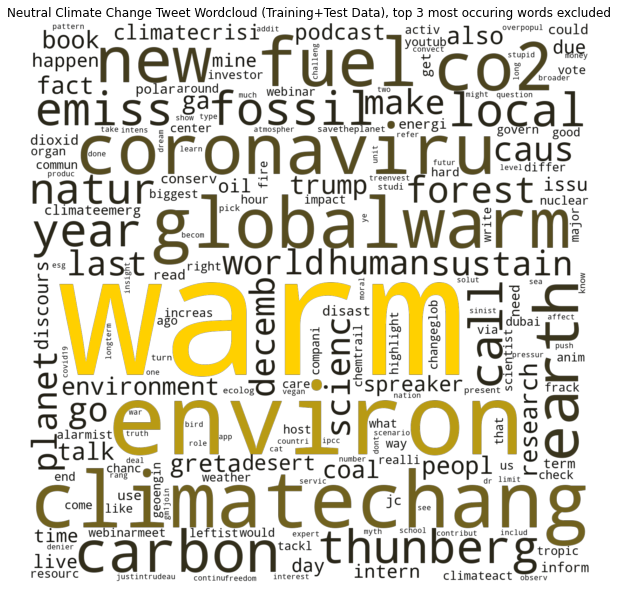 Neutral Climate Change Tweet Wordcloud (Training+Test Data), top 3 most occuring words excluded
pattern climatecrisi addit podcast activ overpopul could
book new fuel co2 also due
happen mine challeng youtub convect stupid money
fact polar around investor get long broader vote
emiss ga much webinar two make might question local
dioxid center show type fossil energi govern good
organ take intens atmospher savetheplanet refer level differ
commun done dream learn coronaviru unit futur hard caus
produc conserv oil fire trump treenvest studi forest issu
natur biggest hour impact nuclear
climateemerg pick write major
year becom globalwarm ye
esg last read right world human sustain sea know
discours insight increas moral solut sinist need affect
covid19 longterm ago warm disast highlight changeglob call via dubai push
turn decemb scienc compani chemtrail scientist pressur anim
one environment ecolog care vegan spreaker present frack
planet go war environ nation that earth
alarmist truth bird role app host what scenario research
talk cat countri ipcc dont way
end chanc deal rang greta desert coal realli peopl us term
use geoengin weather number dr limit check
come like climatechang servic jc see
time gm1join expert myth school contribut includ
denier webinarmeet leftist would tackl thunberg tropic
live carbon day intern climateact inform
resourc justintrudeau continufreedom interest observ